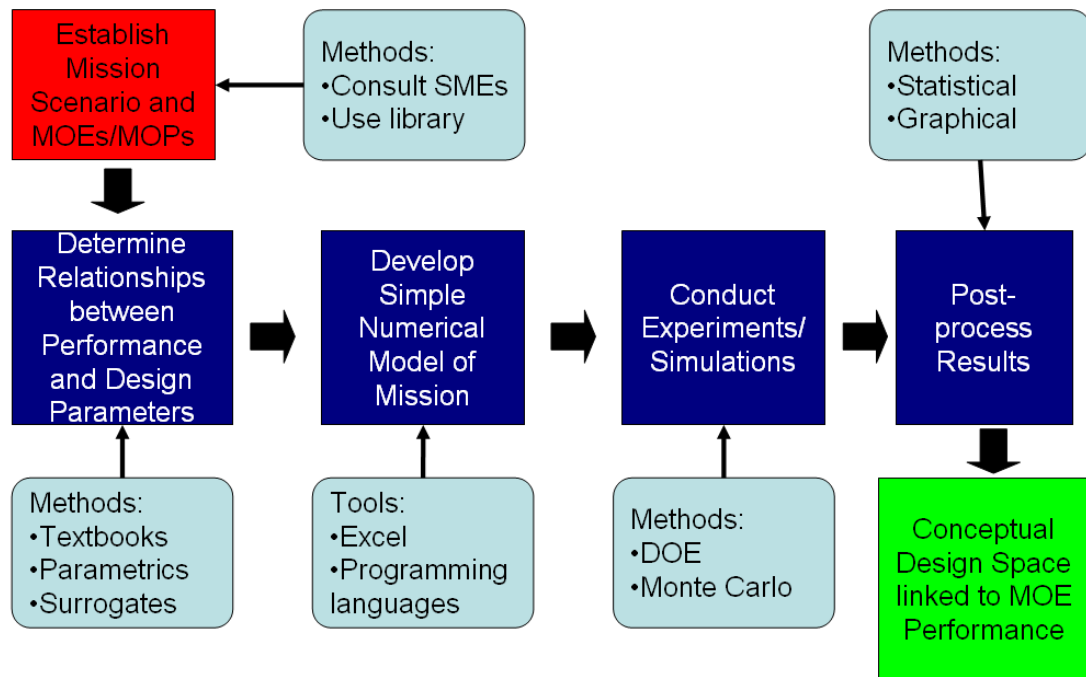 Establish
Mission
Scenario and
MOEs/MOPs
Methods:
•Consult SMEs
•Use library
Methods:
•Statistical
•Graphical
Determine
Relationships
between
Performance
and Design
Parameters
Develop
Simple
Numerical
Model of
Mission
Conduct
Experiments/
Simulations
Post-
process
Results
Methods:
•Textbooks
•Parametrics
•Surrogates
Tools:
•Excel
•Programming
languages
Methods:
•DOE
•Monte Carlo
Conceptual
Design Space
linked to MOE
Performance